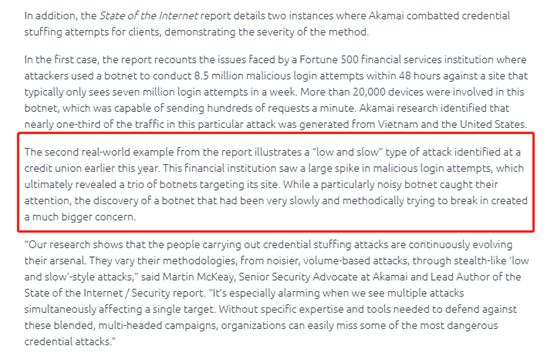 In addition, the State of the Internet report details two instances where Akamai combatted credential
stuffing attempts for clients, demonstrating the severity of the method.
In the first case, the report recounts the issues faced by a Fortune 500 financial services institution where
attackers used a botnet to conduct 8.5 million malicious login attempts within 48 hours against a site that
typically only sees seven million login attempts in a week. More than 20,000 devices were involved in this
botnet, which was capable of sending hundreds of requests a minute. Akamai research identified that
nearly one-third of the traffic in this particular attack was generated from Vietnam and the United States.
The second real-world example from the report illustrates a “low and slow” type of attack identified at a
credit union earlier this year. This financial institution saw a large spike in malicious login attempts, which
ultimately revealed a trio of botnets targeting its site. While a particularly noisy botnet caught their
attention, the discovery of a botnet that had been very slowly and methodically trying to break in created
a much bigger concern.
“Our research shows that the people carrying out credential stuffing attacks are continuously evolving
their arsenal. They vary their methodologies, from noisier, volume-based attacks, through stealth-like ‘low
and slow’-style attacks,” said Martin McKeay, Senior Security Advocate at Akamai and Lead Author of the
State of the Internet / Security report. “It’s especially alarming when we see multiple attacks
simultaneously affecting a single target. Without specific expertise and tools needed to defend against
these blended, multi-headed campaigns, organizations can easily miss some of the most dangerous
credential attacks.”